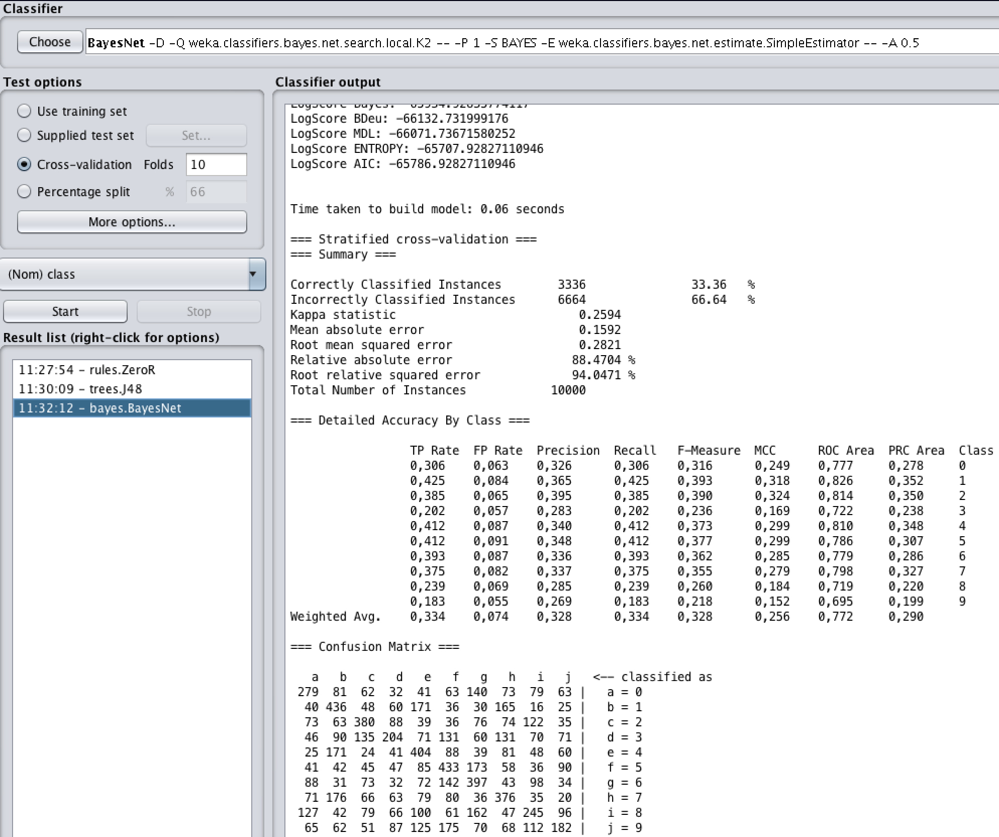 Classifier
Choose BayesNet -D -Q weka.classifiers.bayes.net.search.local.K2 -- -P 1 -S BAYES -E weka.classifiers.bayes.net.estimate.SimpleEstimator -- -A 0.5
Test options
Use training set
Supplied test set Set...
Cross-validation Folds 10
Percentage split % 66
More options...
(Nom) class
Start Stop
Result list (right-click for options)
11:27:54 - rules.ZeroR
11:30:09 - trees.J48
11:32:12 - bayes.BayesNet
Classifier output
LogScore Bayes:
LogScore BDeu: -66132.731999176
LogScore MDL: -66071.73671580252
LogScore ENTROPY: -65707.92827110946
LogScore AIC: -65786.92827110946
Time taken to build model: 0.06 seconds
=== Stratified cross-validation ===
=== Summary ===
Correctly Classified Instances 3336 33.36 %
Incorrectly Classified Instances 6664 66.64 %
Kappa statistic 0.2594
Mean absolute error 0.1592
Root mean squared error 0.2821
Relative absolute error 88.4704 %
Root relative squared error 94.0471 %
Total Number of Instances 10000
=== Detailed Accuracy By Class ===
TP Rate FP Rate Precision Recall F-Measure MCC ROC Area PRC Area Class
0,306 0,063 0,326 0,306 0,316 0,249 0,777 0,278 0
0,425 0,084 0,365 0,425 0,393 0,318 0,826 0,352 1
0,385 0,065 0,395 0,385 0,390 0,324 0,814 0,350 2
0,202 0,057 0,283 0,202 0,236 0,169 0,722 0,238 3
0,412 0,087 0,340 0,412 0,373 0,299 0,810 0,348 4
0,412 0,091 0,348 0,412 0,377 0,299 0,786 0,307 5
0,393 0,087 0,336 0,393 0,362 0,285 0,779 0,286 6
0,375 0,082 0,337 0,375 0,355 0,279 0,798 0,327 7
0,239 0,069 0,285 0,239 0,260 0,184 0,719 0,220 8
0,183 0,055 0,269 0,183 0,218 0,152 0,695 0,199 9
Weighted Avg. 0,334 0,074 0,328 0,334 0,328 0,256 0,772 0,290
=== Confusion Matrix ===
a b c d e f g h i j <-- classified as
279 81 62 32 41 63 140 73 79 63 | a = 0
40 436 48 60 171 36 30 165 16 25 | b = 1
73 63 380 88 39 36 76 74 122 35 | c = 2
46 90 135 204 71 131 60 131 70 71 | d = 3
25 171 24 41 404 88 39 81 48 60 | e = 4
41 42 45 47 85 433 173 58 36 90 | f = 5
88 31 73 32 72 142 397 43 98 34 | g = 6
71 176 66 63 79 80 36 376 35 20 | h = 7
127 42 79 66 100 61 162 47 245 96 | i = 8
65 62 51 87 125 175 70 68 112 182 | j = 9